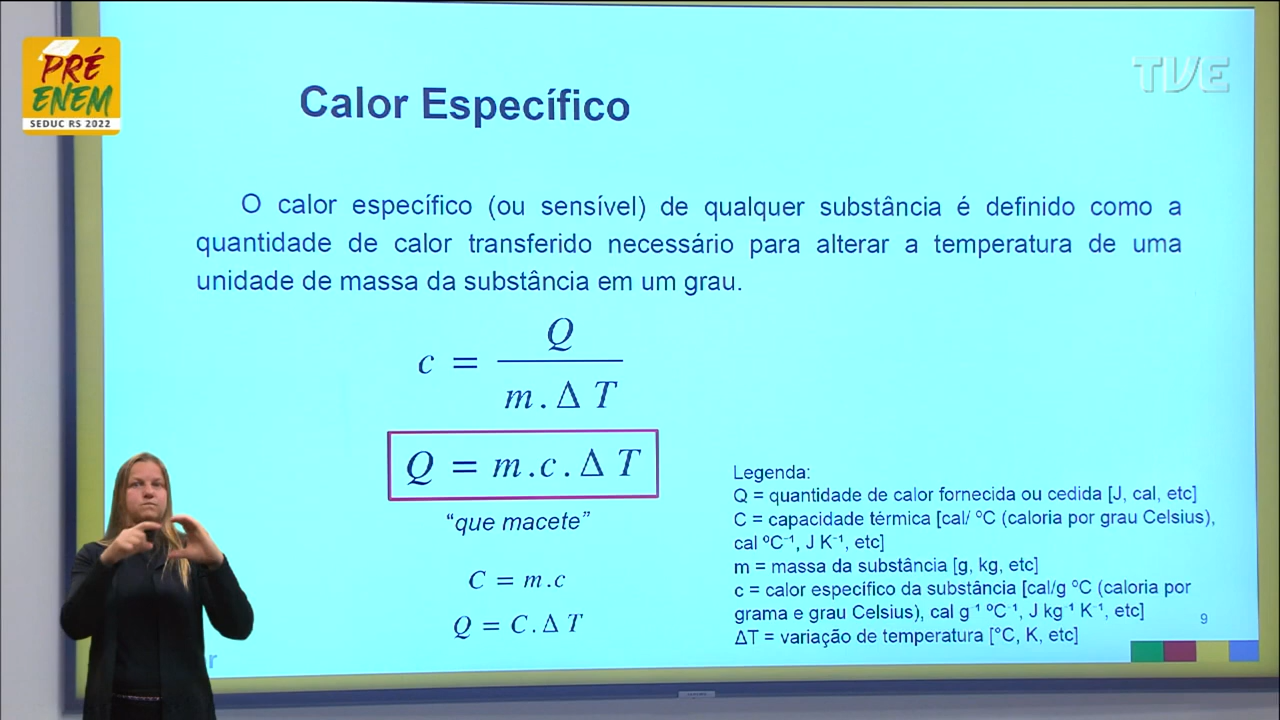 PRÉ
ENEM
SEDUC RS 2022
TVE
Calor Específico
O calor específico (ou sensível) de qualquer substância é definido como a
quantidade de calor transferido necessário para alterar a temperatura de uma
unidade de massa da substância em um grau.
c = Q / m . Δ T
Q = m . c . Δ T
“que macete”
C = m . c
Q = C . Δ T
Legenda:
Q = quantidade de calor fornecida ou cedida [J, cal, etc]
C = capacidade térmica [cal/ ºC (caloria por grau Celsius),
cal ºC⁻¹, J K⁻¹, etc]
m = massa da substância [g, kg, etc]
c = calor específico da substância [cal/g ºC (caloria por
grama e grau Celsius), cal g⁻¹ ºC⁻¹, J kg⁻¹ K⁻¹, etc]
ΔT = variação de temperatura [°C, K, etc]
9